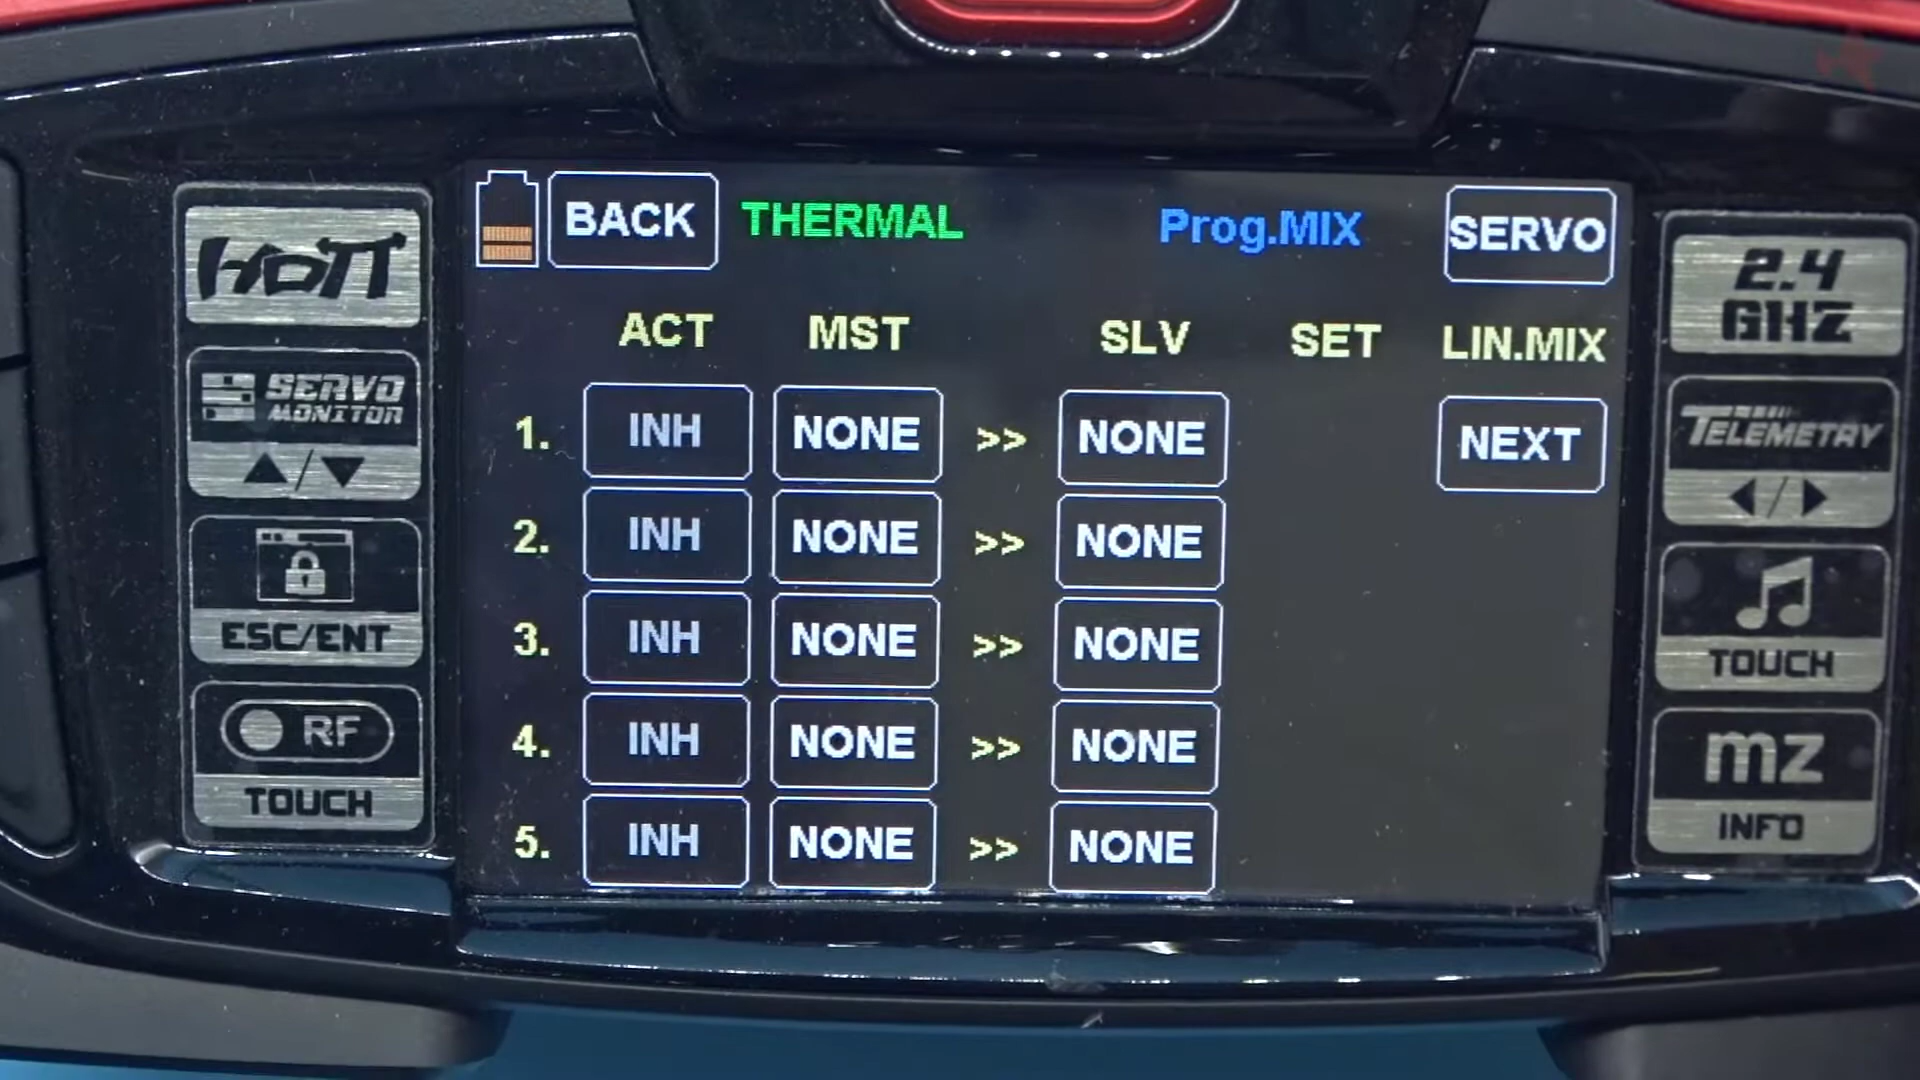 HOTT
BACK
THERMAL
Prog.MIX
SERVO
2.4
GHZ
ACT MST SLV SET LIN.MIX
SERVO
MONITOR
TELEMETRY
1. INH NONE >> NONE NEXT
2. INH NONE >> NONE
3. INH NONE >> NONE
ESC/ENT
TOUCH
4. INH NONE >> NONE
RF
TOUCH
mz
INFO
5. INH NONE >> NONE